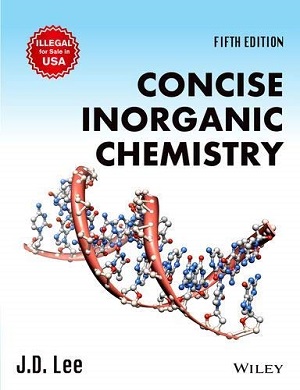 ILLEGAL
for Sale in
USA
FIFTH EDITION
CONCISE
INORGANIC
CHEMISTRY
J.D. Lee
WILEY